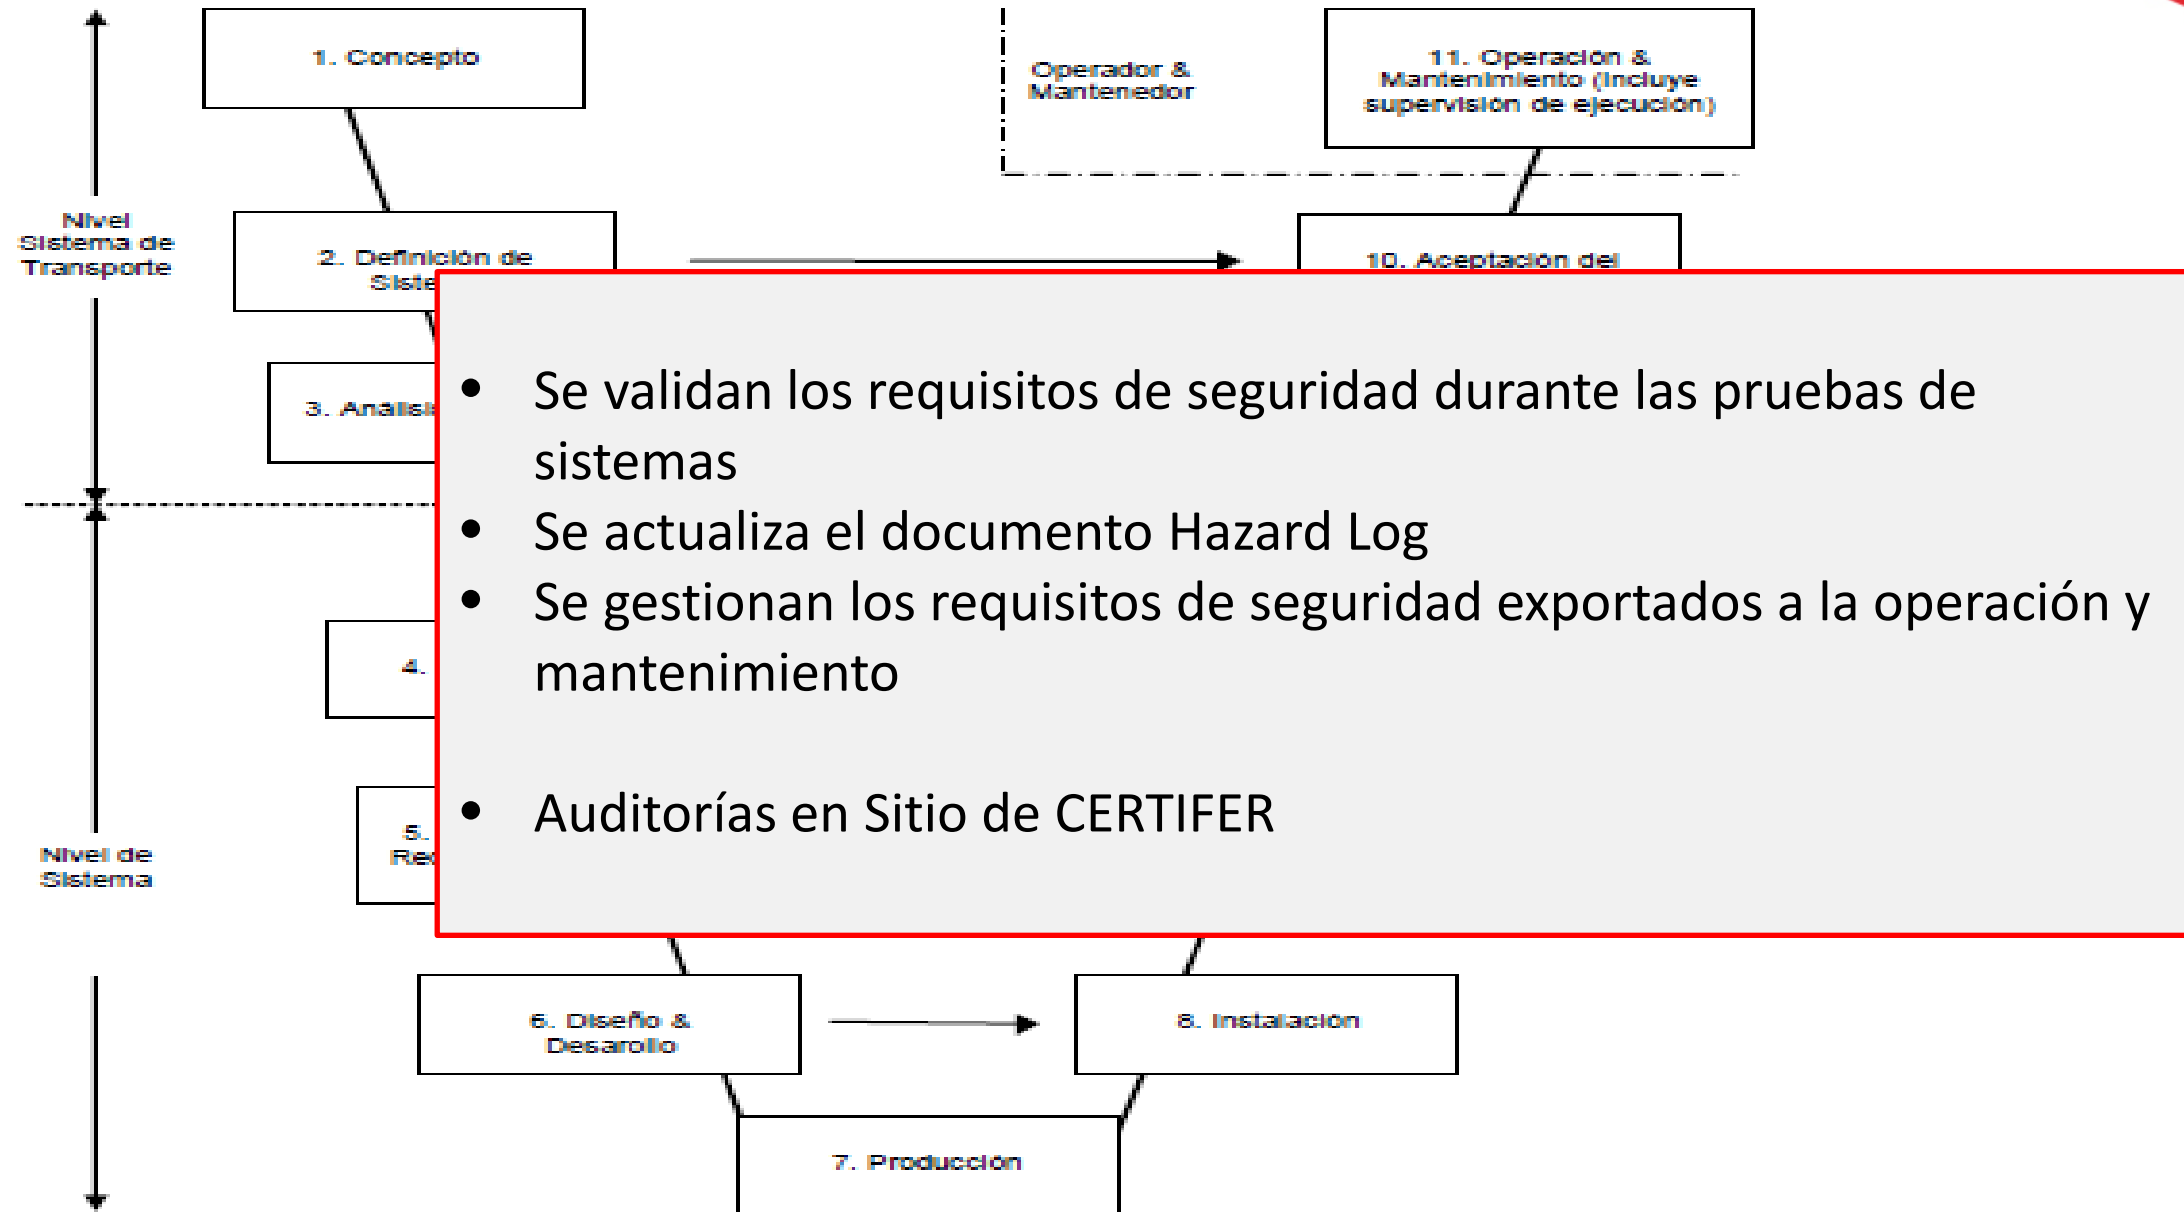 1. Concepto
Operador &
Mantenedor
11. Operación &
Mantenimiento (Incluye
supervisión de ejecución)
Nivel
Sistema de
Transporte
2. Definición de
10. Aceptación del
3.
• Se validan los requisitos de seguridad durante las pruebas de
sistemas
• Se actualiza el documento Hazard Log
• Se gestionan los requisitos de seguridad exportados a la operación y
mantenimiento
• Auditorías en Sitio de CERTIFER
4.
5.
Nivel de
Sistema
6. Diseño &
Desarollo
8. Instalación
7. Producción